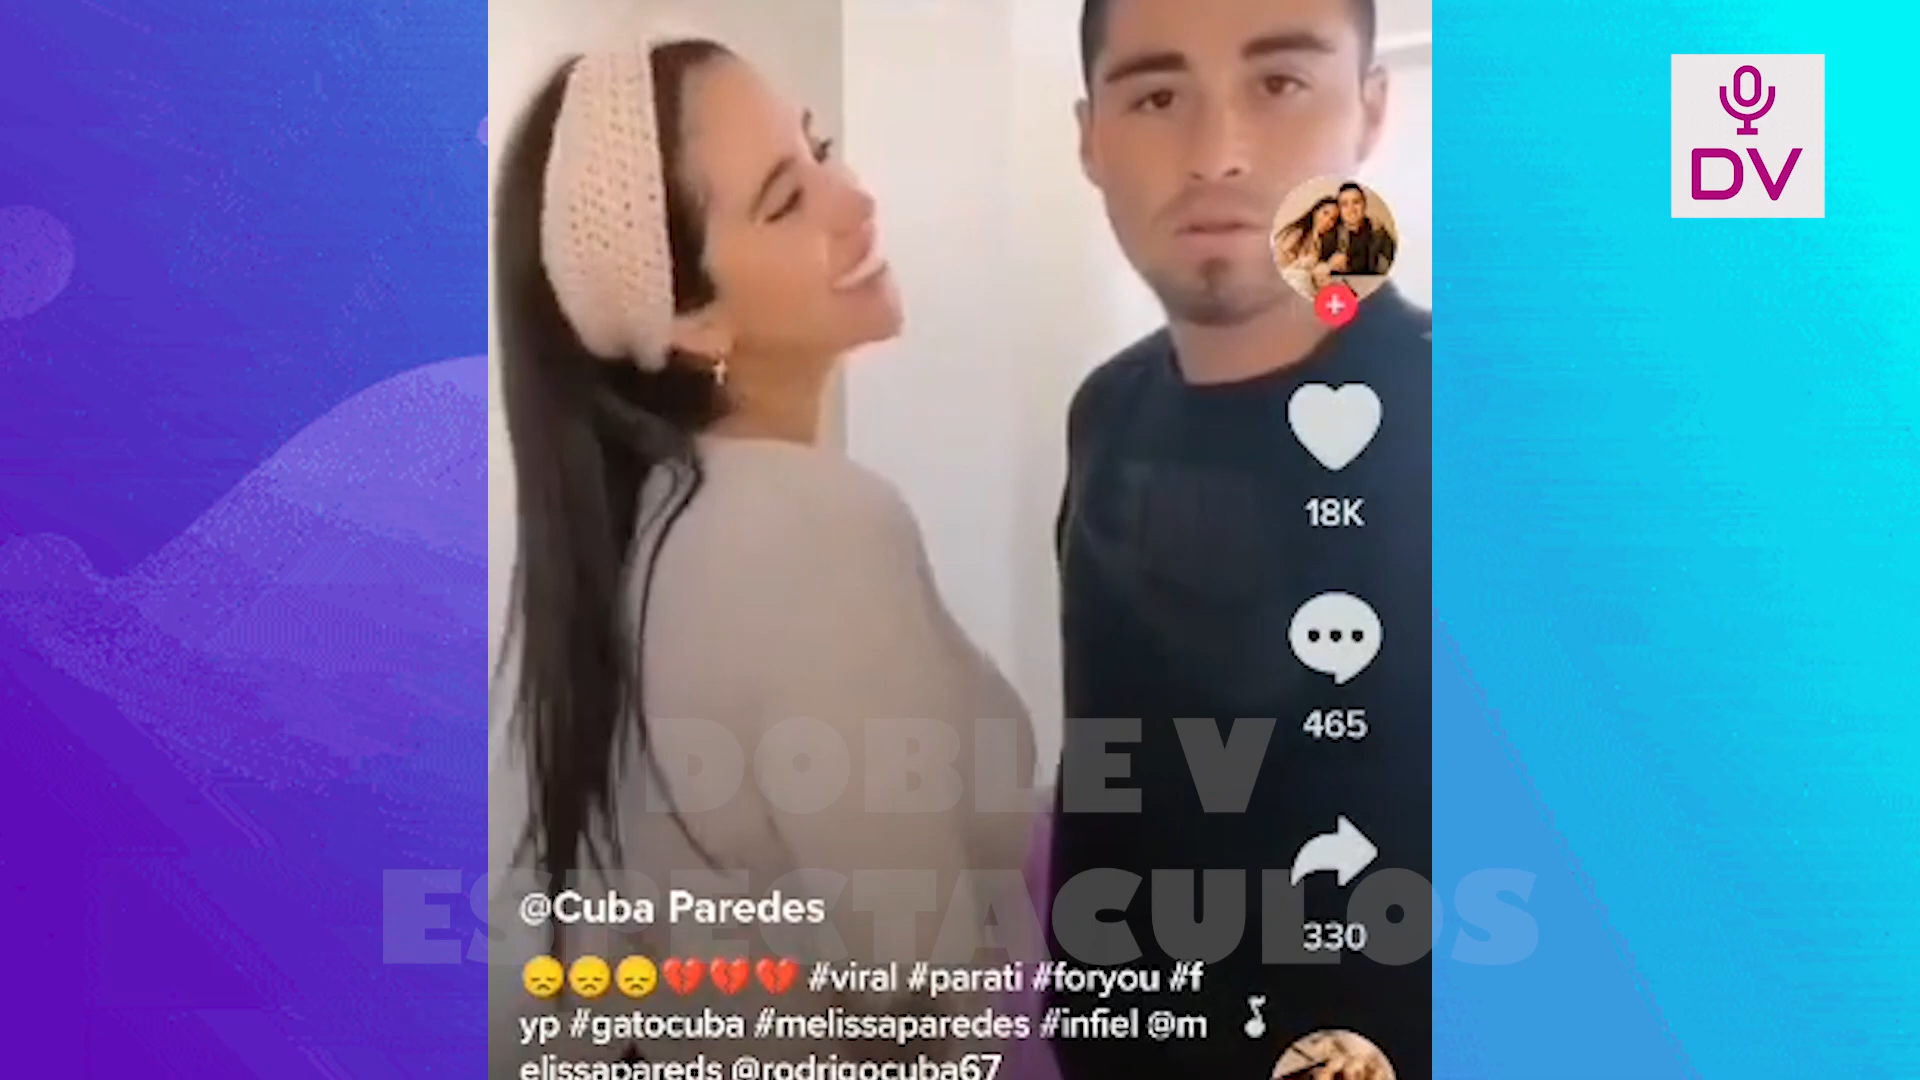 DV
18K
465
DOBLE V
ESPECTACULOS
330
@Cuba Paredes
😞😞😞💔💔💔 #viral #parati #foryou #f
yp #gatocuba #melissaparedes #infiel @m
elissapareds @rodrigocuba67